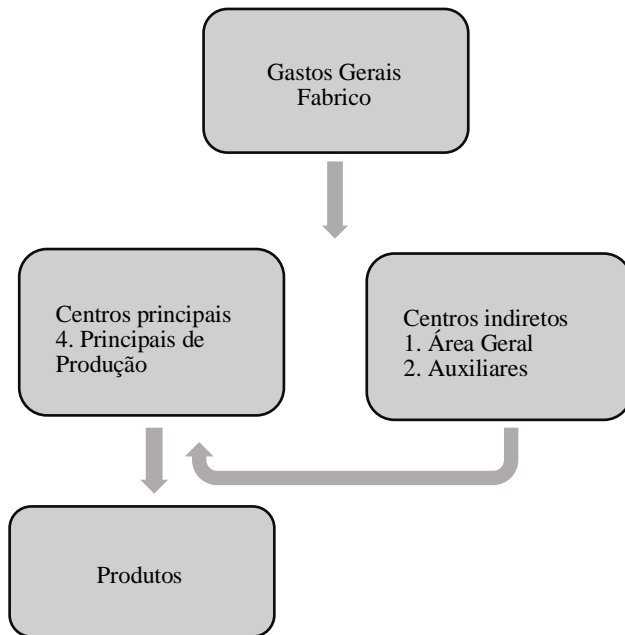 Gastos Gerais
Fabrico
Centros principais
4. Principais de
Produção
Centros indiretos
1. Área Geral
2. Auxiliares
Produtos